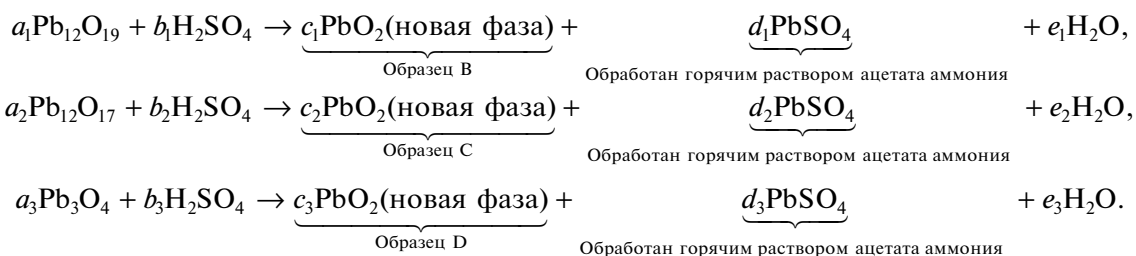 a₁Pb₁₂O₁₉ + b₁H₂SO₄ → c₁PbO₂(новая фаза) + d₁PbSO₄ + e₁H₂O,
Образец B Обработан горячим раствором ацетата аммония
a₂Pb₁₂O₁₇ + b₂H₂SO₄ → c₂PbO₂(новая фаза) + d₂PbSO₄ + e₂H₂O,
Образец C Обработан горячим раствором ацетата аммония
a₃Pb₃O₄ + b₃H₂SO₄ → c₃PbO₂(новая фаза) + d₃PbSO₄ + e₃H₂O.
Образец D Обработан горячим раствором ацетата аммония